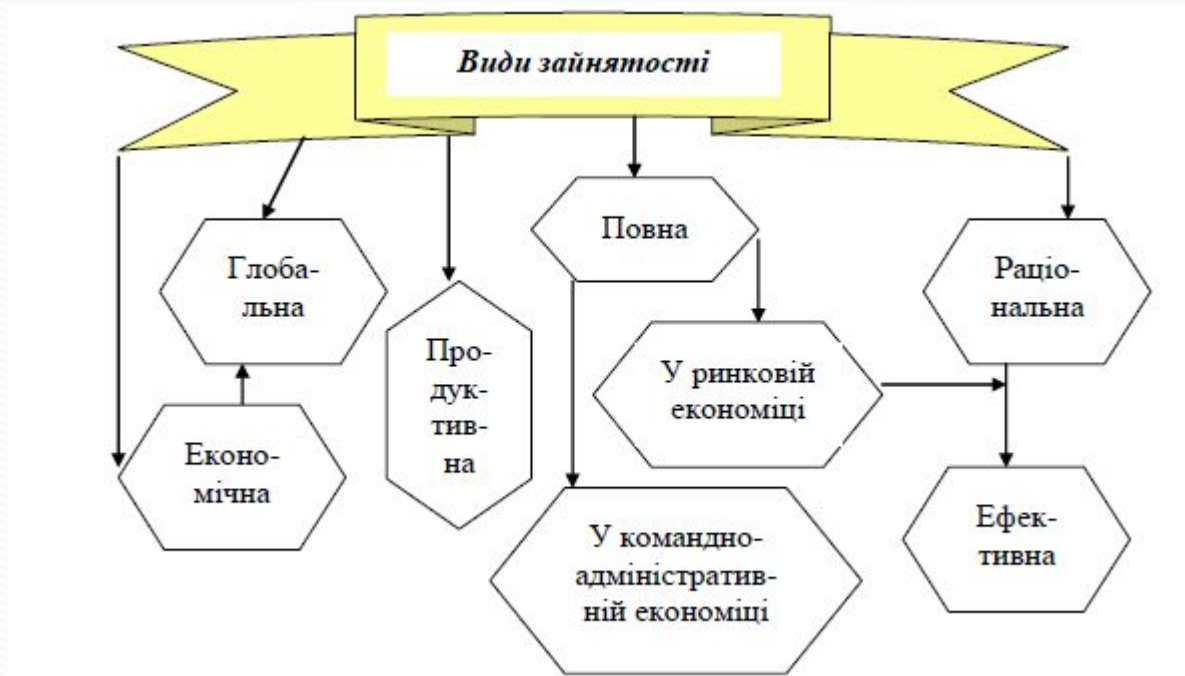 Види зайнятості
Глоба-
льна
Еконо-
мічна
Про-
дук-
тив-
на
Повна
У ринковій
економіці
У командно-
адміністратив-
ній економіці
Раціо-
нальна
Ефек-
тивна